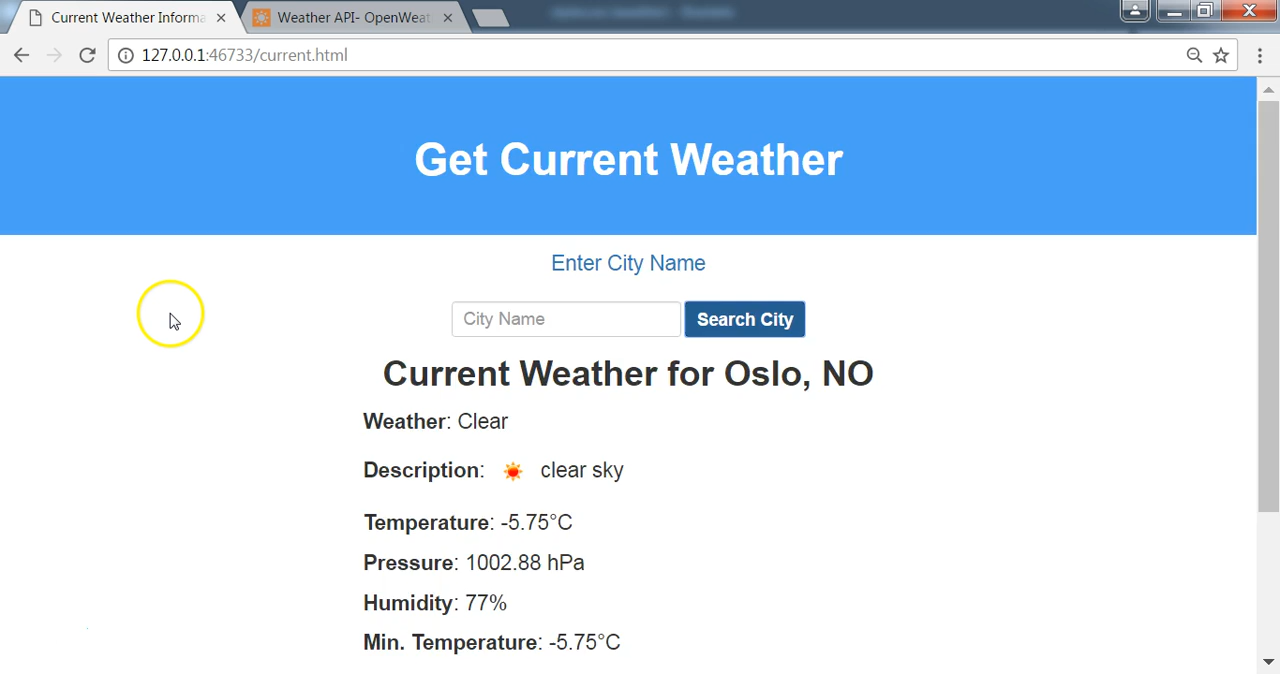 Current Weather Informa
Weather API- OpenWeat
127.0.0.1:46733/current.html
Get Current Weather
Enter City Name
City Name
Search City
Current Weather for Oslo, NO
Weather: Clear
Description: clear sky
Temperature: -5.75°C
Pressure: 1002.88 hPa
Humidity: 77%
Min. Temperature: -5.75°C